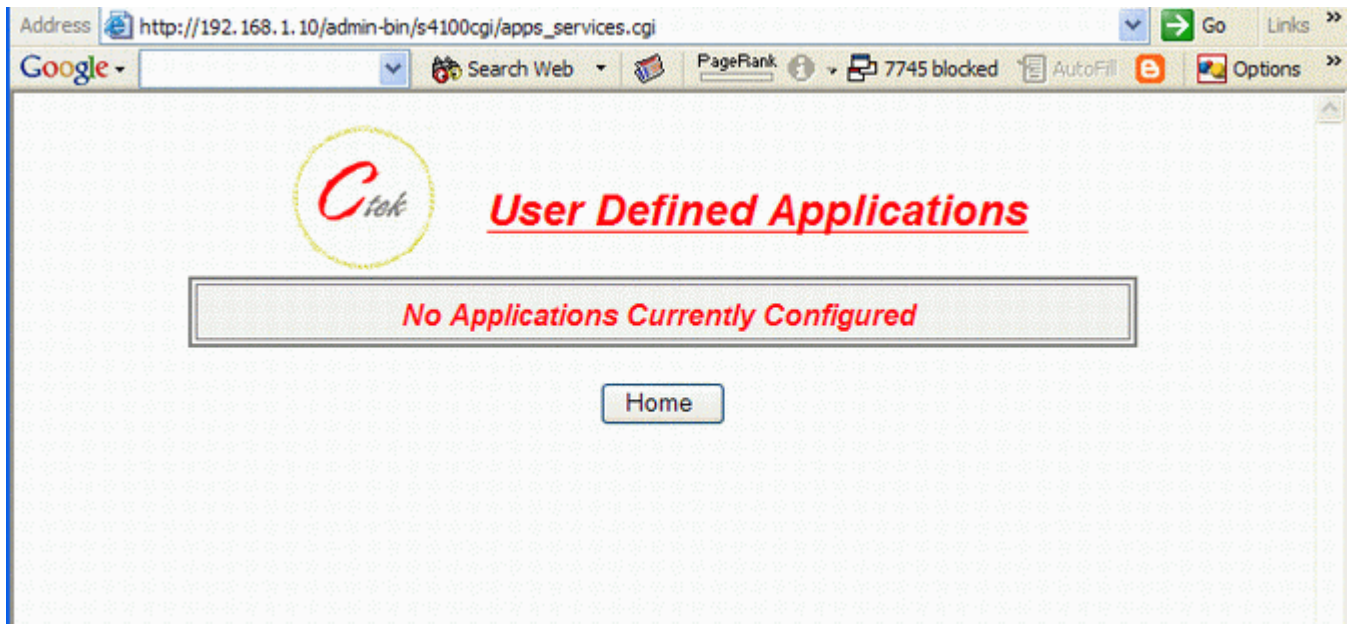 Address http://192.168.1.10/admin-bin/s4100cgi/apps_services.cgi Go Links »
Google Search Web PageRank 7745 blocked AutoFill Options »
Ctek
User Defined Applications
No Applications Currently Configured
Home